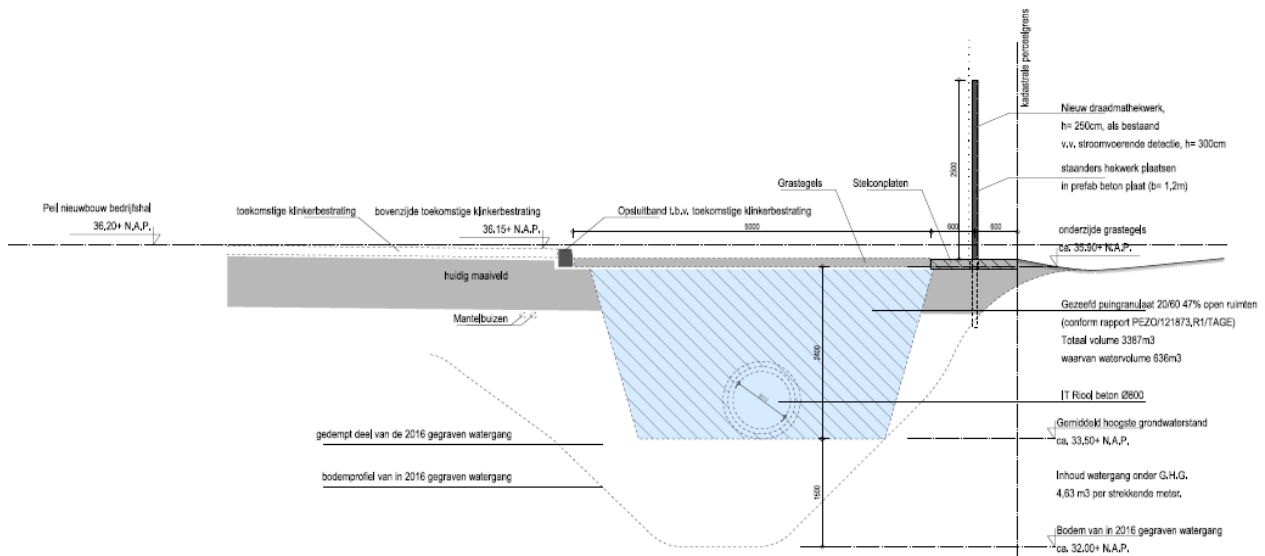 kadastrale perceelgrens
Nieuw draadmathekwerk,
h= 250cm, als bestaand
v.v. stroomvoerende detectie, h= 300cm
staanders hekwerk plaatsen
in prefab beton plaat (b= 1,2m)
2500
Grastegels
Stelconplaten
Peil nieuwbouw bedrijfshal
36,20+ N.A.P.
toekomstige klinkerbestrating
bovenzijde toekomstige klinkerbestrating
36.15+ N.A.P.
Opsluitband t.b.v. toekomstige klinkerbestrating
5000
600
600
onderzijde grastegels
ca. 35.90+ N.A.P.
huidig maaiveld
Mantelbuizen
Gezeefd puingranulaat 20/60 47% open ruimten
(conform rapport PEZO/121873,R1/TAGE)
Totaal volume 3387m3
waarvan watervolume 636m3
2400
800
IT Riool beton Ø800
Gemiddeld hoogste grondwaterstand
ca. 33,50+ N.A.P.
gedempt deel van de 2016 gegraven watergang
bodemprofiel van in 2016 gegraven watergang
1500
Inhoud watergang onder G.H.G.
4,63 m3 per strekkende meter.
Bodem van in 2016 gegraven watergang
ca. 32.00+ N.A.P.